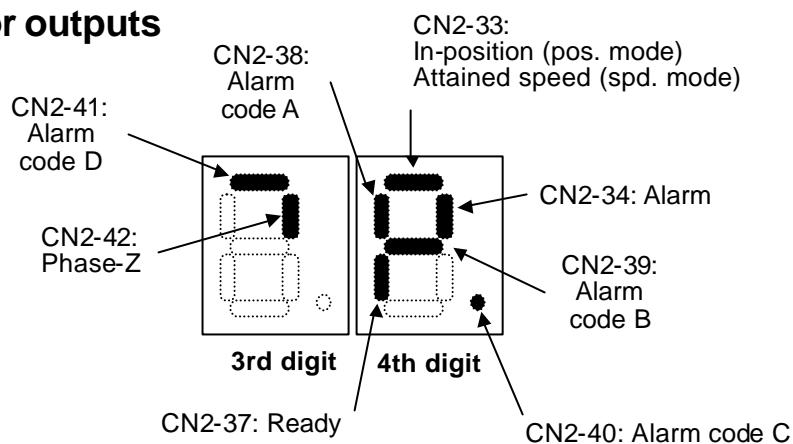 r outputs
CN2-33:
In-position (pos. mode)
Attained speed (spd. mode)
CN2-38:
Alarm
code A
CN2-41:
Alarm
code D
CN2-34: Alarm
CN2-42:
Phase-Z
CN2-39:
Alarm
code B
3rd digit 4th digit
CN2-37: Ready
CN2-40: Alarm code C